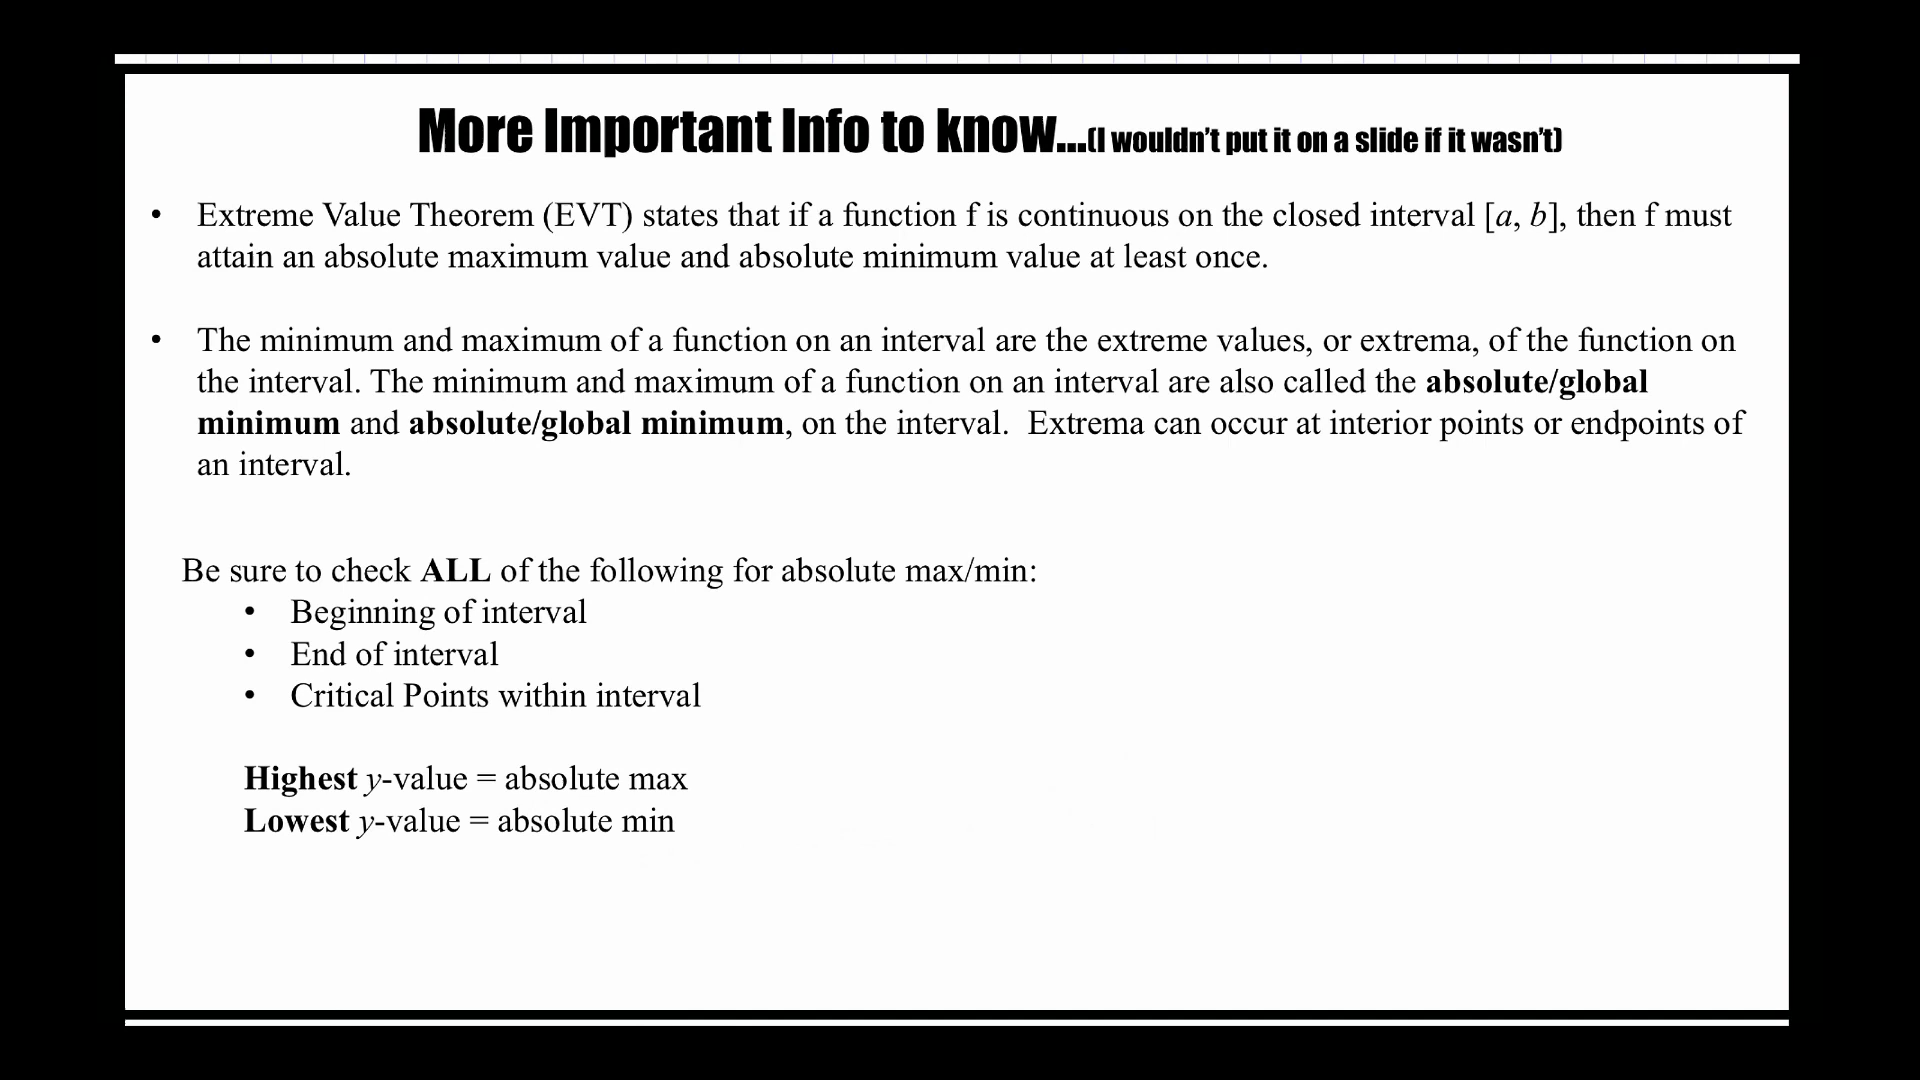 More Important Info to know...(I wouldn't put it on a slide if it wasn't)
• Extreme Value Theorem (EVT) states that if a function f is continuous on the closed interval [a, b], then f must
attain an absolute maximum value and absolute minimum value at least once.
• The minimum and maximum of a function on an interval are the extreme values, or extrema, of the function on
the interval. The minimum and maximum of a function on an interval are also called the absolute/global
minimum and absolute/global minimum, on the interval.  Extrema can occur at interior points or endpoints of
an interval.
Be sure to check ALL of the following for absolute max/min:
• Beginning of interval
• End of interval
• Critical Points within interval
Highest y-value = absolute max
Lowest y-value = absolute min